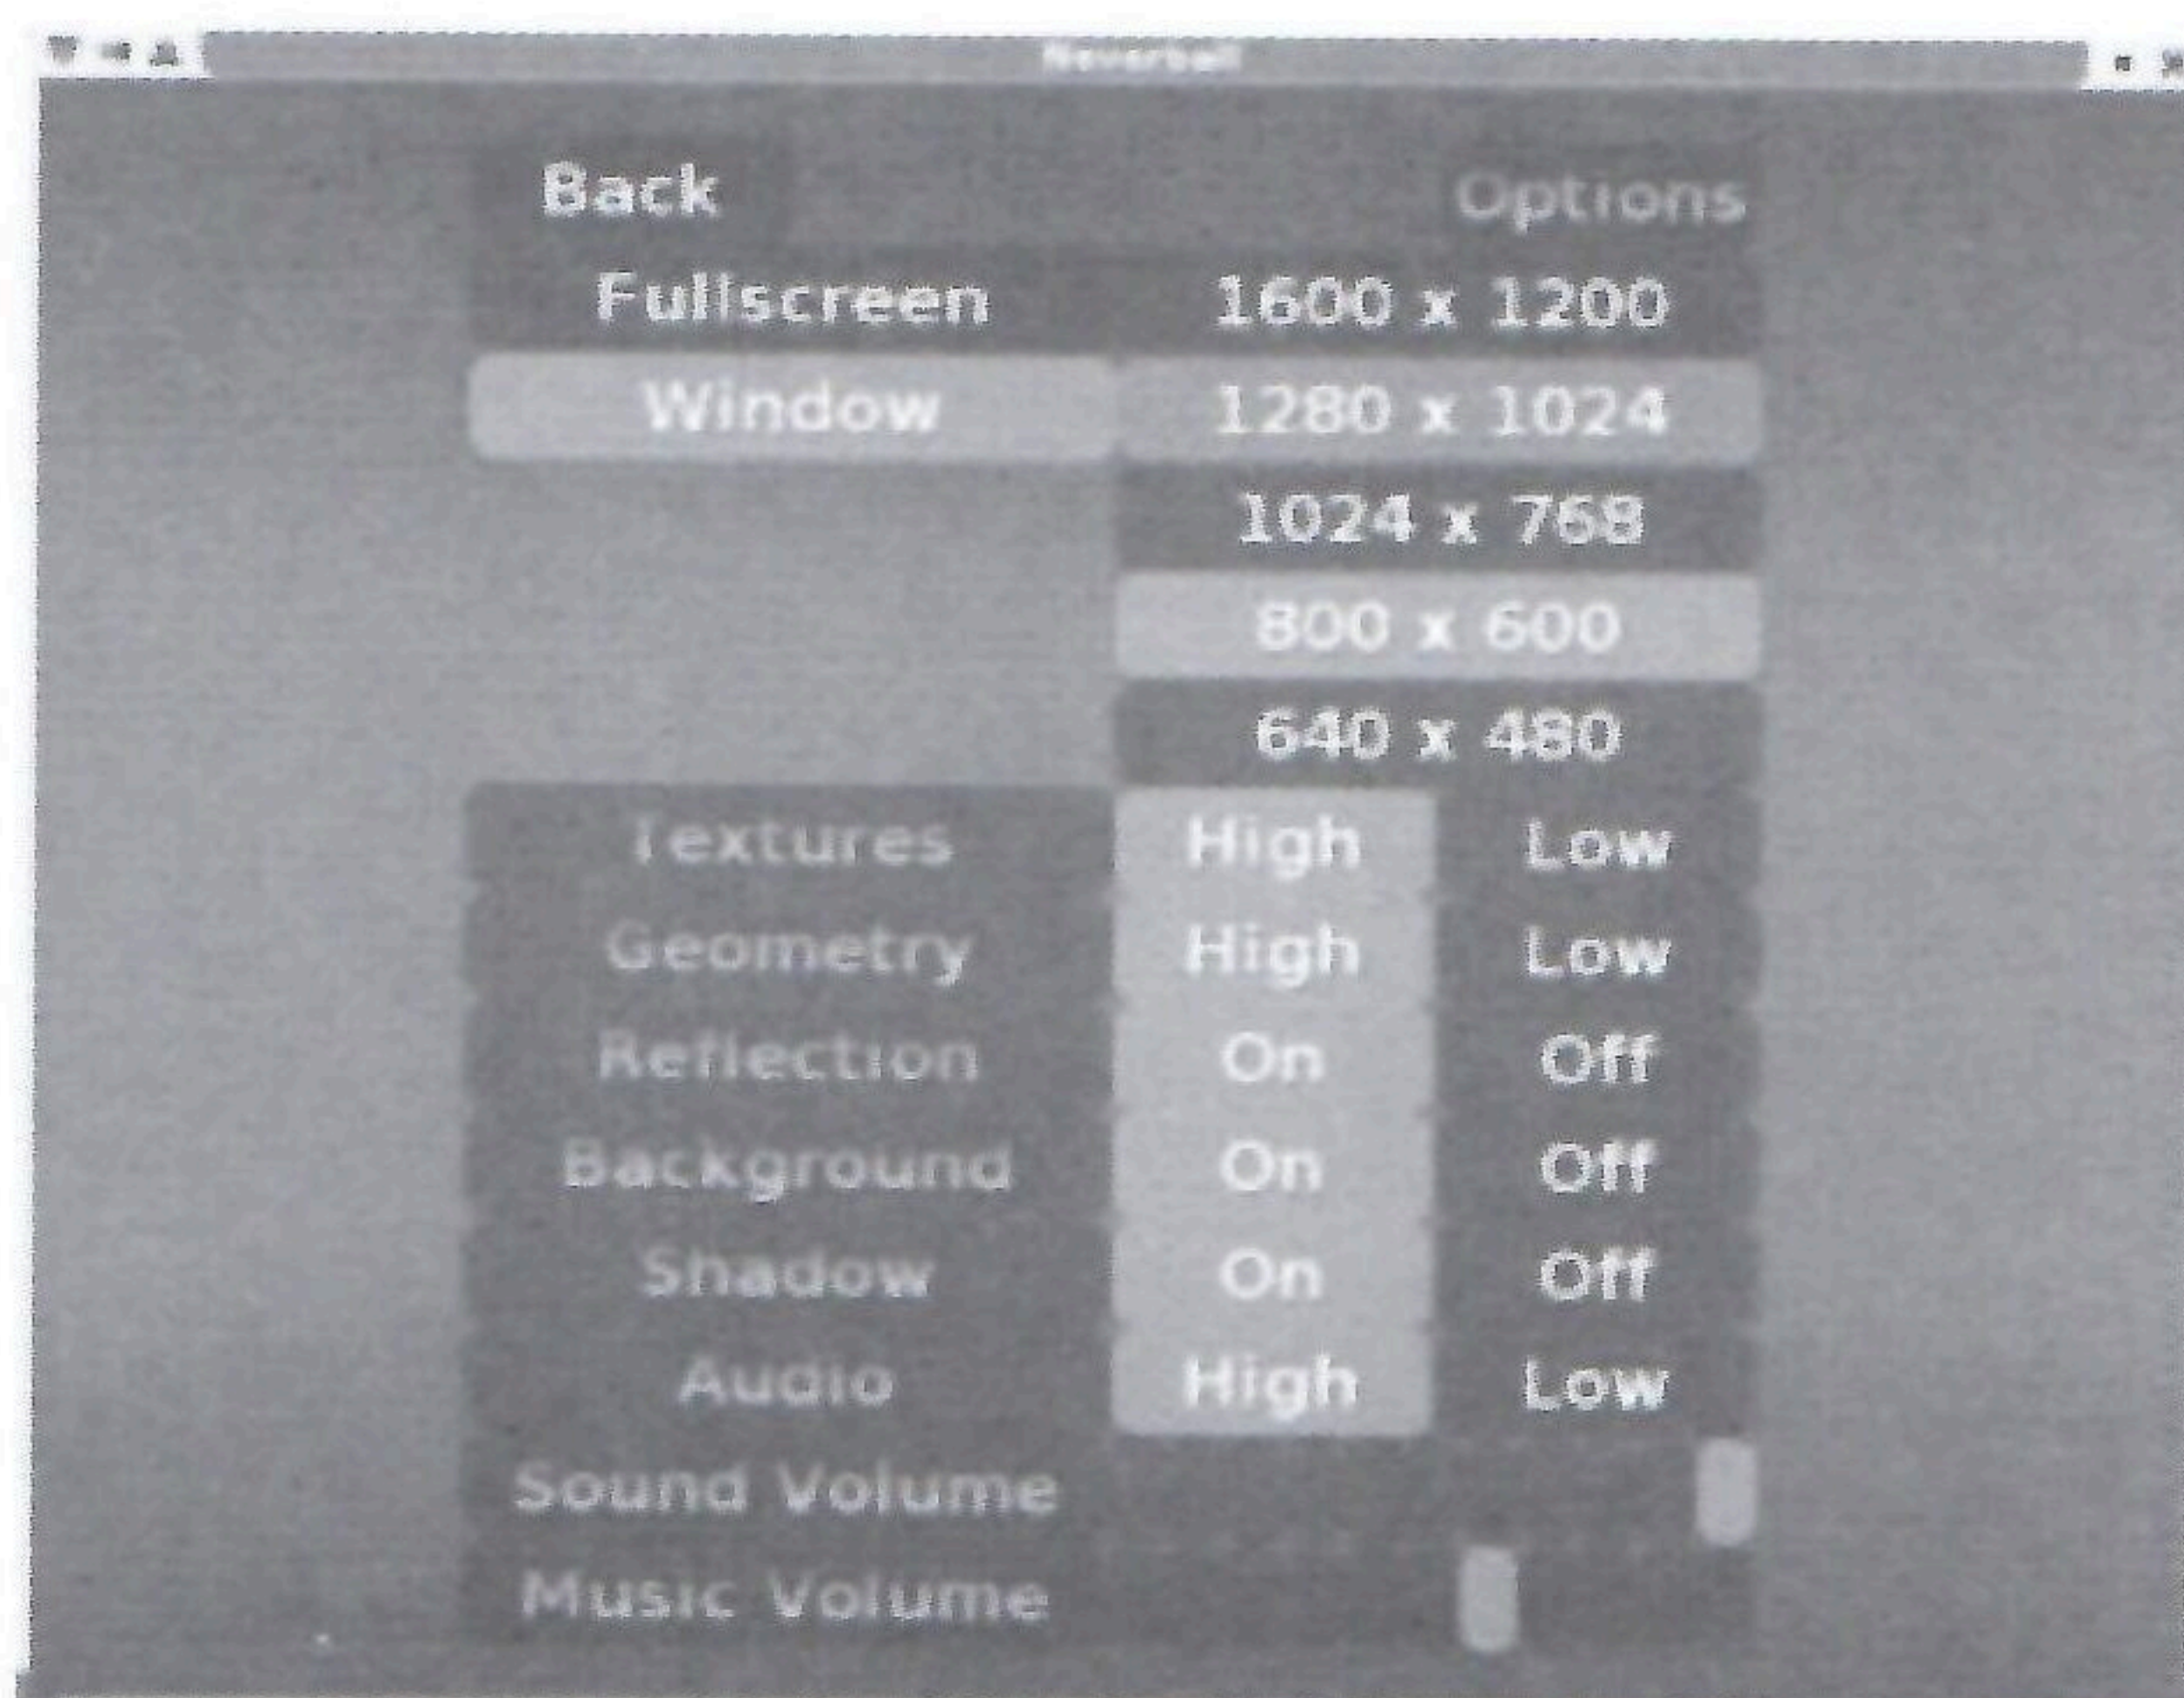 Neverball
Back Options
Fullscreen 1600 x 1200
Window 1280 x 1024
1024 x 768
800 x 600
640 x 480
Textures High Low
Geometry High Low
Reflection On Off
Background On Off
Shadow On Off
Audio High Low
Sound Volume
Music Volume